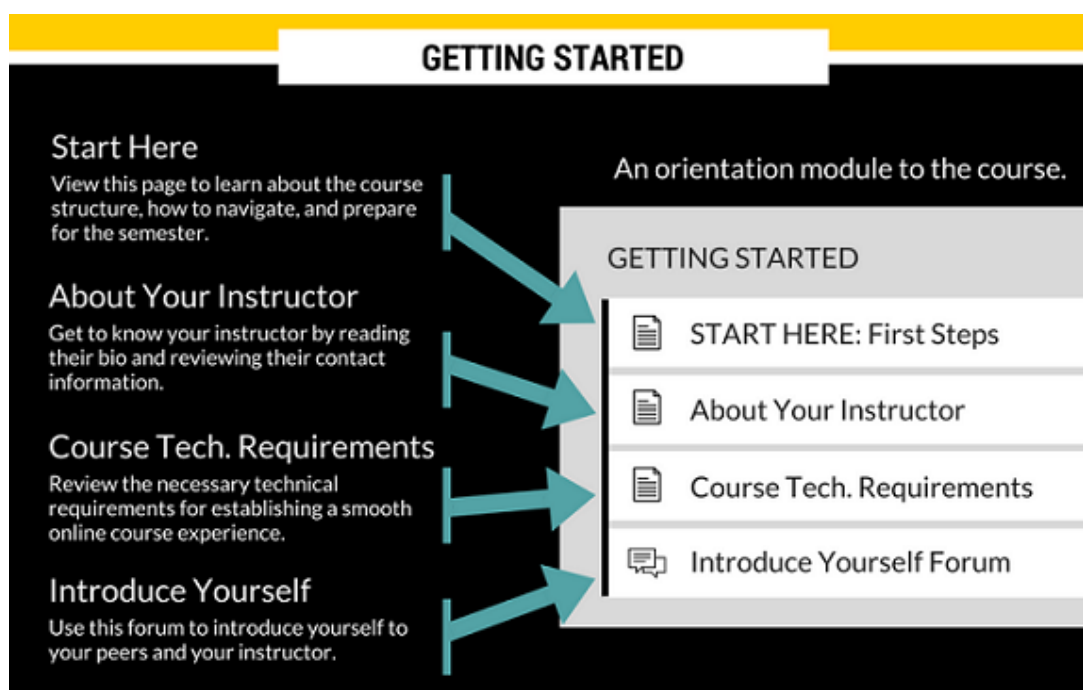 GETTING STARTED
Start Here
View this page to learn about the course
structure, how to navigate, and prepare
for the semester.
About Your Instructor
Get to know your instructor by reading
their bio and reviewing their contact
information.
Course Tech. Requirements
Review the necessary technical
requirements for establishing a smooth
online course experience.
Introduce Yourself
Use this forum to introduce yourself to
your peers and your instructor.
An orientation module to the course.
GETTING STARTED
START HERE: First Steps
About Your Instructor
Course Tech. Requirements
Introduce Yourself Forum